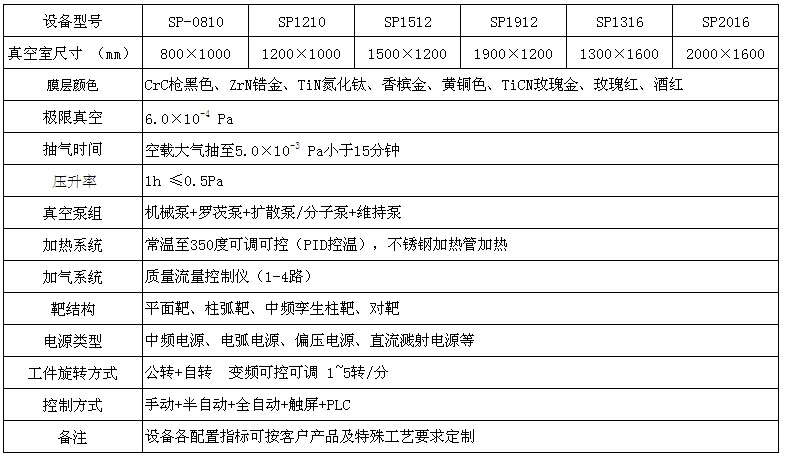 设备型号 SP-0810 SP1210 SP1512 SP1912 SP1316 SP2016
真空室尺寸 （mm） 800×1000 1200×1000 1500×1200 1900×1200 1300×1600 2000×1600
膜层颜色 CrC枪黑色、ZrN锆金、TiN氮化钛、香槟金、黄铜色、TiCN玫瑰金、玫瑰红、酒红
极限真空 6.0×10⁻⁴ Pa
抽气时间 空载大气抽至5.0×10⁻³ Pa小于15分钟
压升率 1h ≤0.5Pa
真空泵组 机械泵+罗茨泵+扩散泵/分子泵+维持泵
加热系统 常温至350度可调可控（PID控温），不锈钢加热管加热
加气系统 质量流量控制仪（1-4路）
靶结构 平面靶、柱弧靶、中频孪生柱靶、对靶
电源类型 中频电源、电弧电源、偏压电源、直流溅射电源等
工件旋转方式 公转+自转 变频可控可调 1~5转/分
控制方式 手动+半自动+全自动+触屏+PLC
备注 设备各配置指标可按客户产品及特殊工艺要求定制